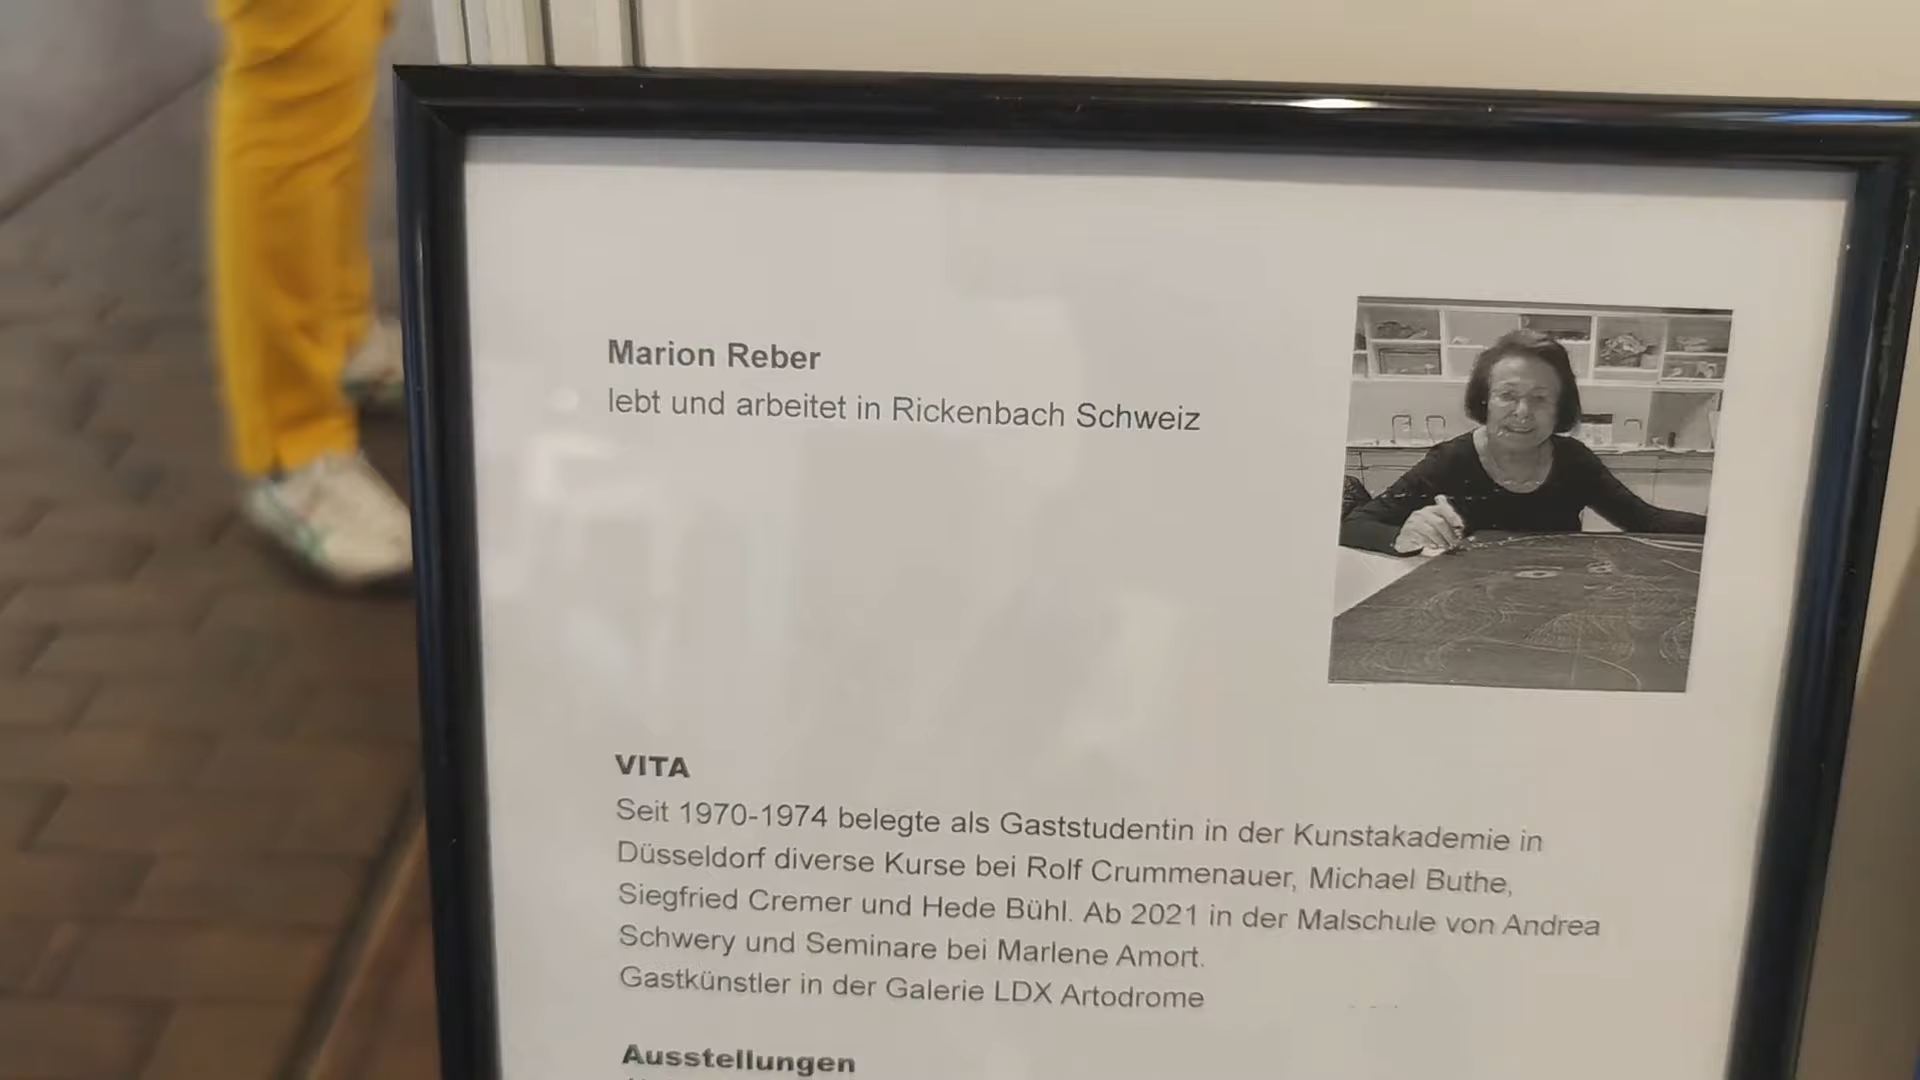 Marion Reber
lebt und arbeitet in Rickenbach Schweiz
VITA
Seit 1970-1974 belegte als Gaststudentin in der Kunstakademie in
Düsseldorf diverse Kurse bei Rolf Crummenauer, Michael Buthe,
Siegfried Cremer und Hede Bühl. Ab 2021 in der Malschule von Andrea
Schwery und Seminare bei Marlene Amort.
Gastkünstler in der Galerie LDX Artodrome
Ausstellungen